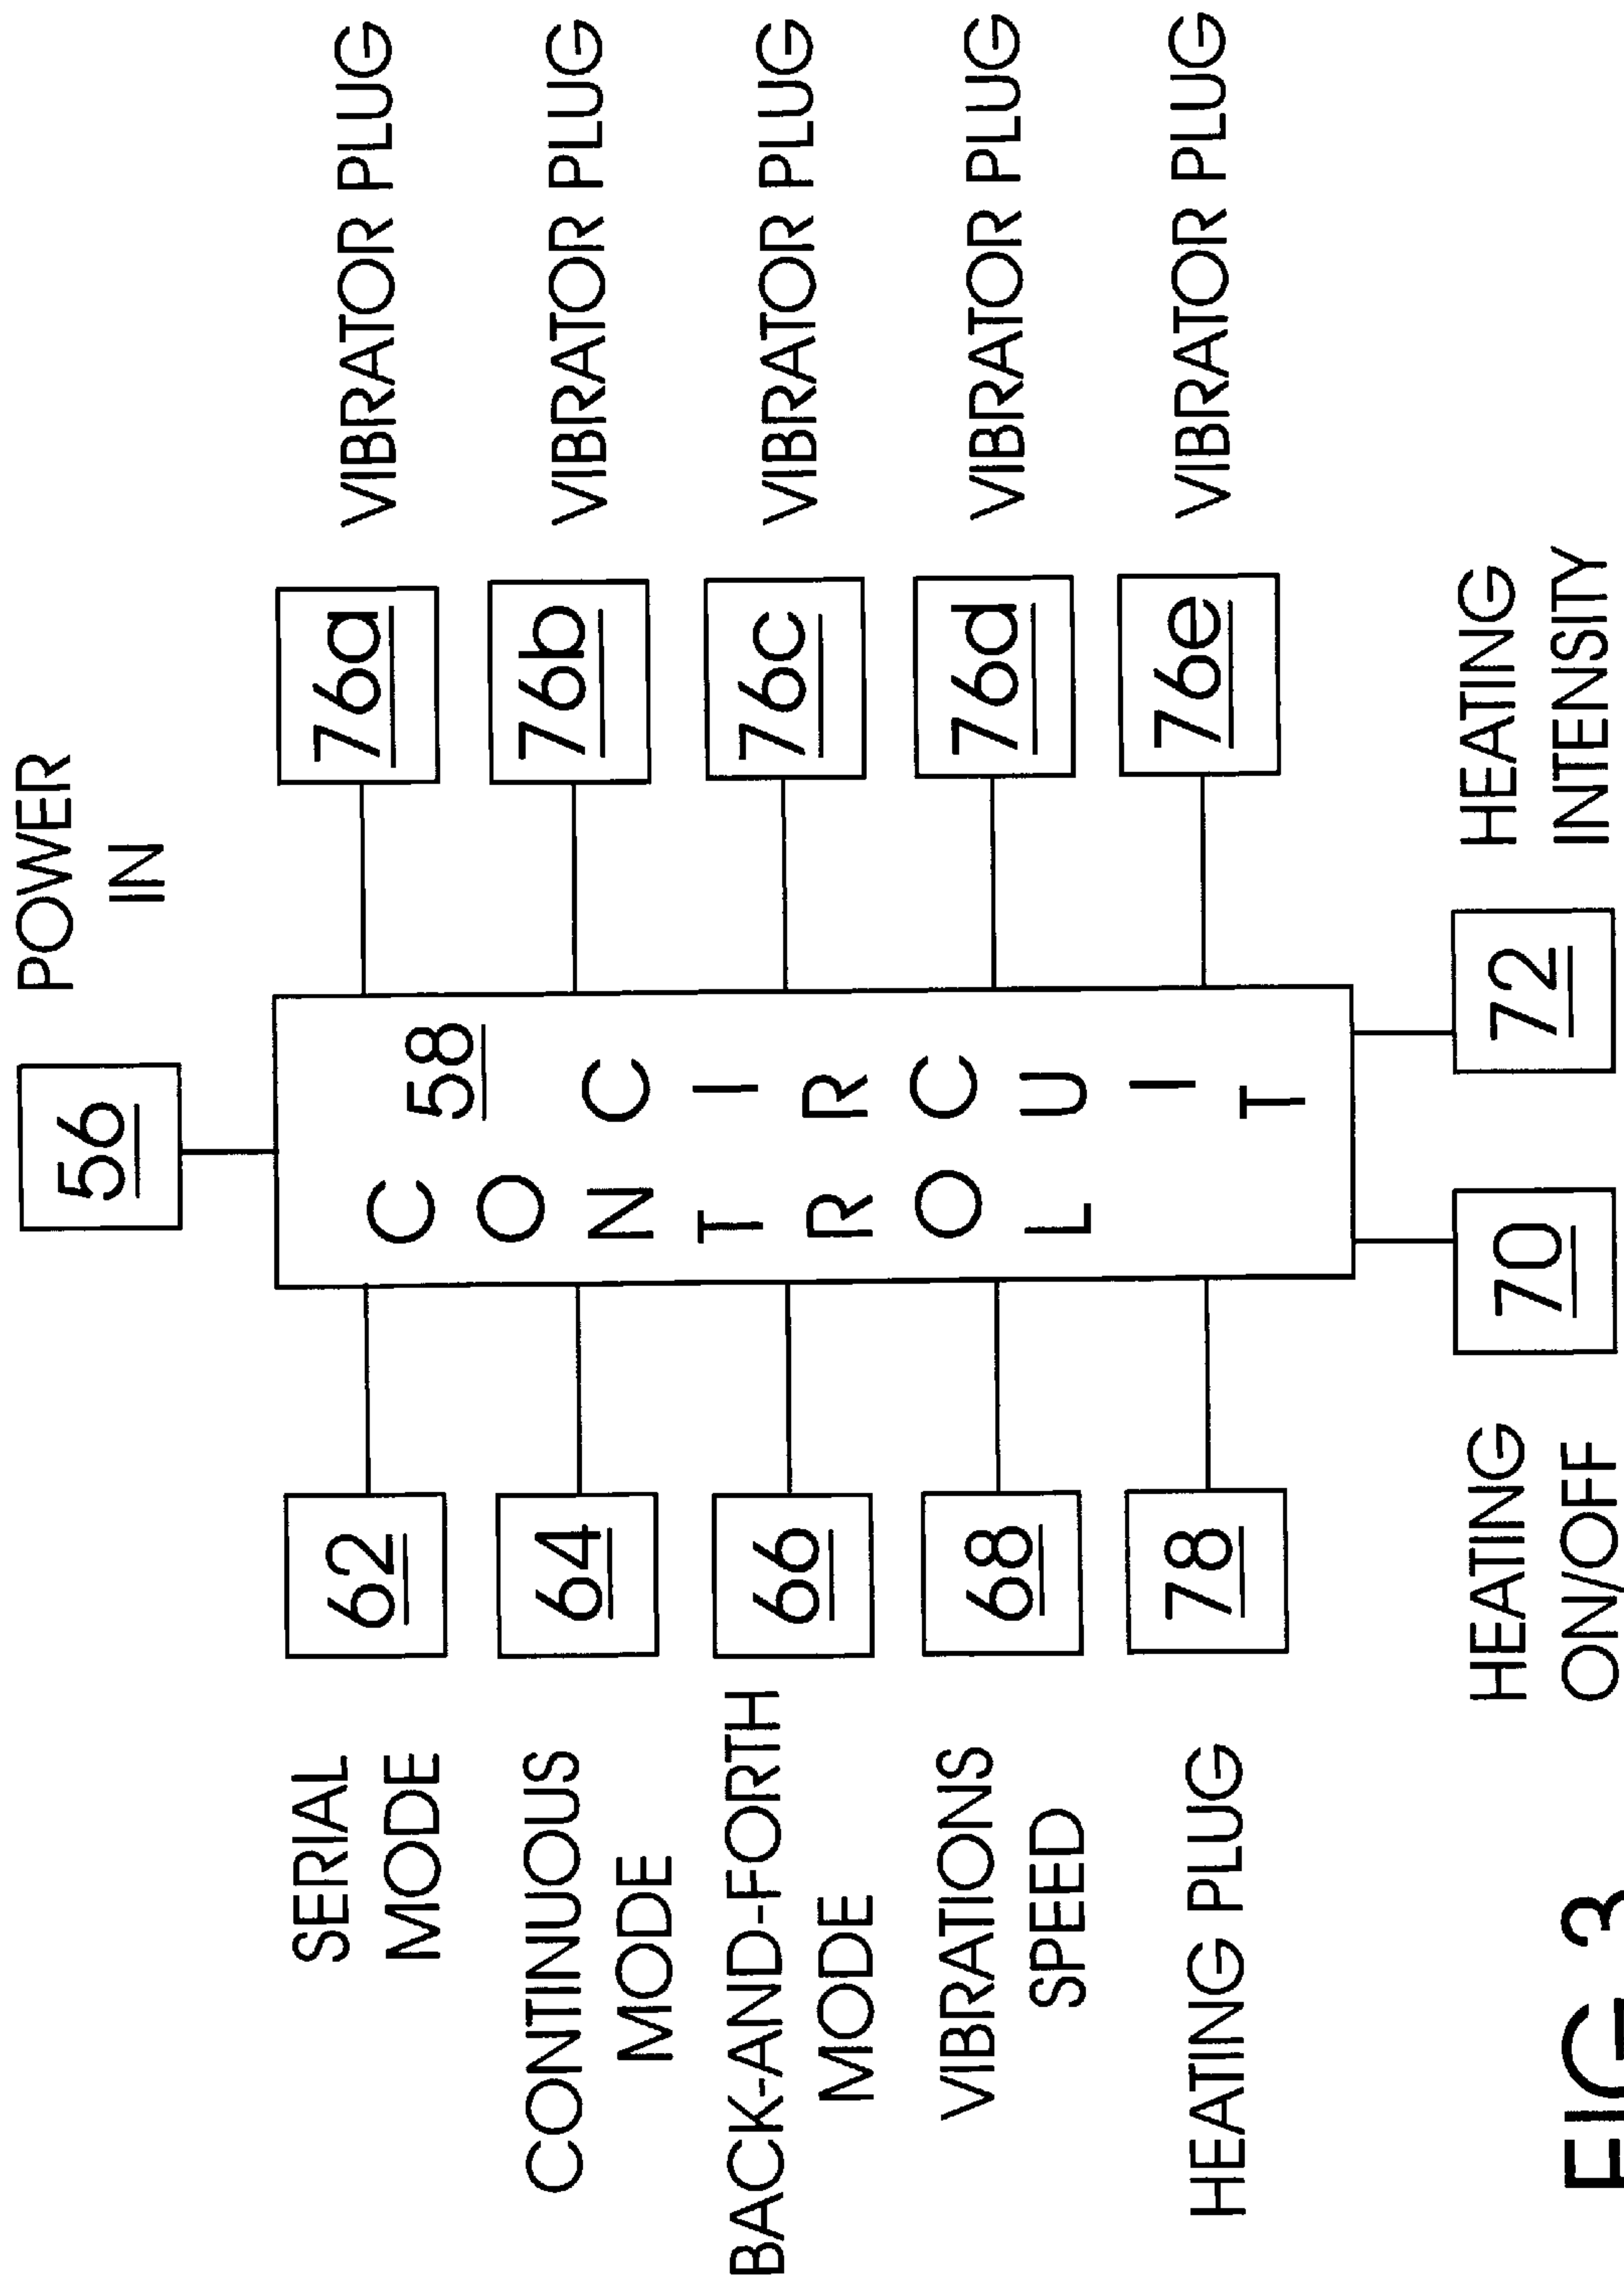 POWER
IN
56
SERIAL
MODE
62
CONTINUOUS
MODE
64
BACK-AND-FORTH
MODE
66
VIBRATIONS
SPEED
68
HEATING PLUG
78
58
CONTROL
CIRCUIT
76a
VIBRATOR PLUG
76b
VIBRATOR PLUG
76c
VIBRATOR PLUG
76d
VIBRATOR PLUG
76e
VIBRATOR PLUG
HEATING
ON/OFF
70
72
HEATING
INTENSITY
FIG 3